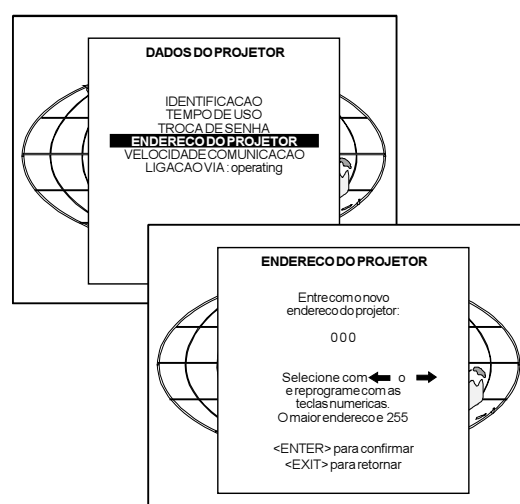 DADOS DO PROJETOR
IDENTIFICACAO
TEMPO DE USO
TROCA DE SENHA
ENDERECO DO PROJETOR
VELOCIDADE COMUNICACAO
LIGACAO VIA : operating
ENDERECO DO PROJETOR
Entre com o novo
endereco do projetor:
000
Selecione com ← o →
e reprograme com as
teclas numericas.
O maior endereco e 255
<ENTER> para confirmar
<EXIT> para retornar